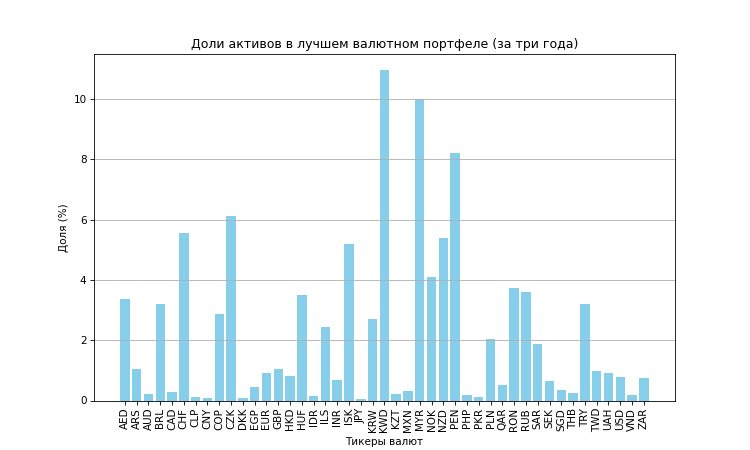 Доли активов в лучшем валютном портфеле (за три года)
Доля (%)
10
8
6
4
2
0
AED
ARS
AUD
BRL
CAD
CHF
CLP
CNY
COP
CZK
DKK
EGP
EUR
GBP
HKD
HUF
IDR
ILS
INR
ISK
JPY
KRW
KWD
KZT
MXN
MYR
NOK
NZD
PEN
PHP
PKR
PLN
QAR
RON
RUB
SAR
SEK
SGD
THB
TRY
TWD
UAH
USD
VND
ZAR
Тикеры валют